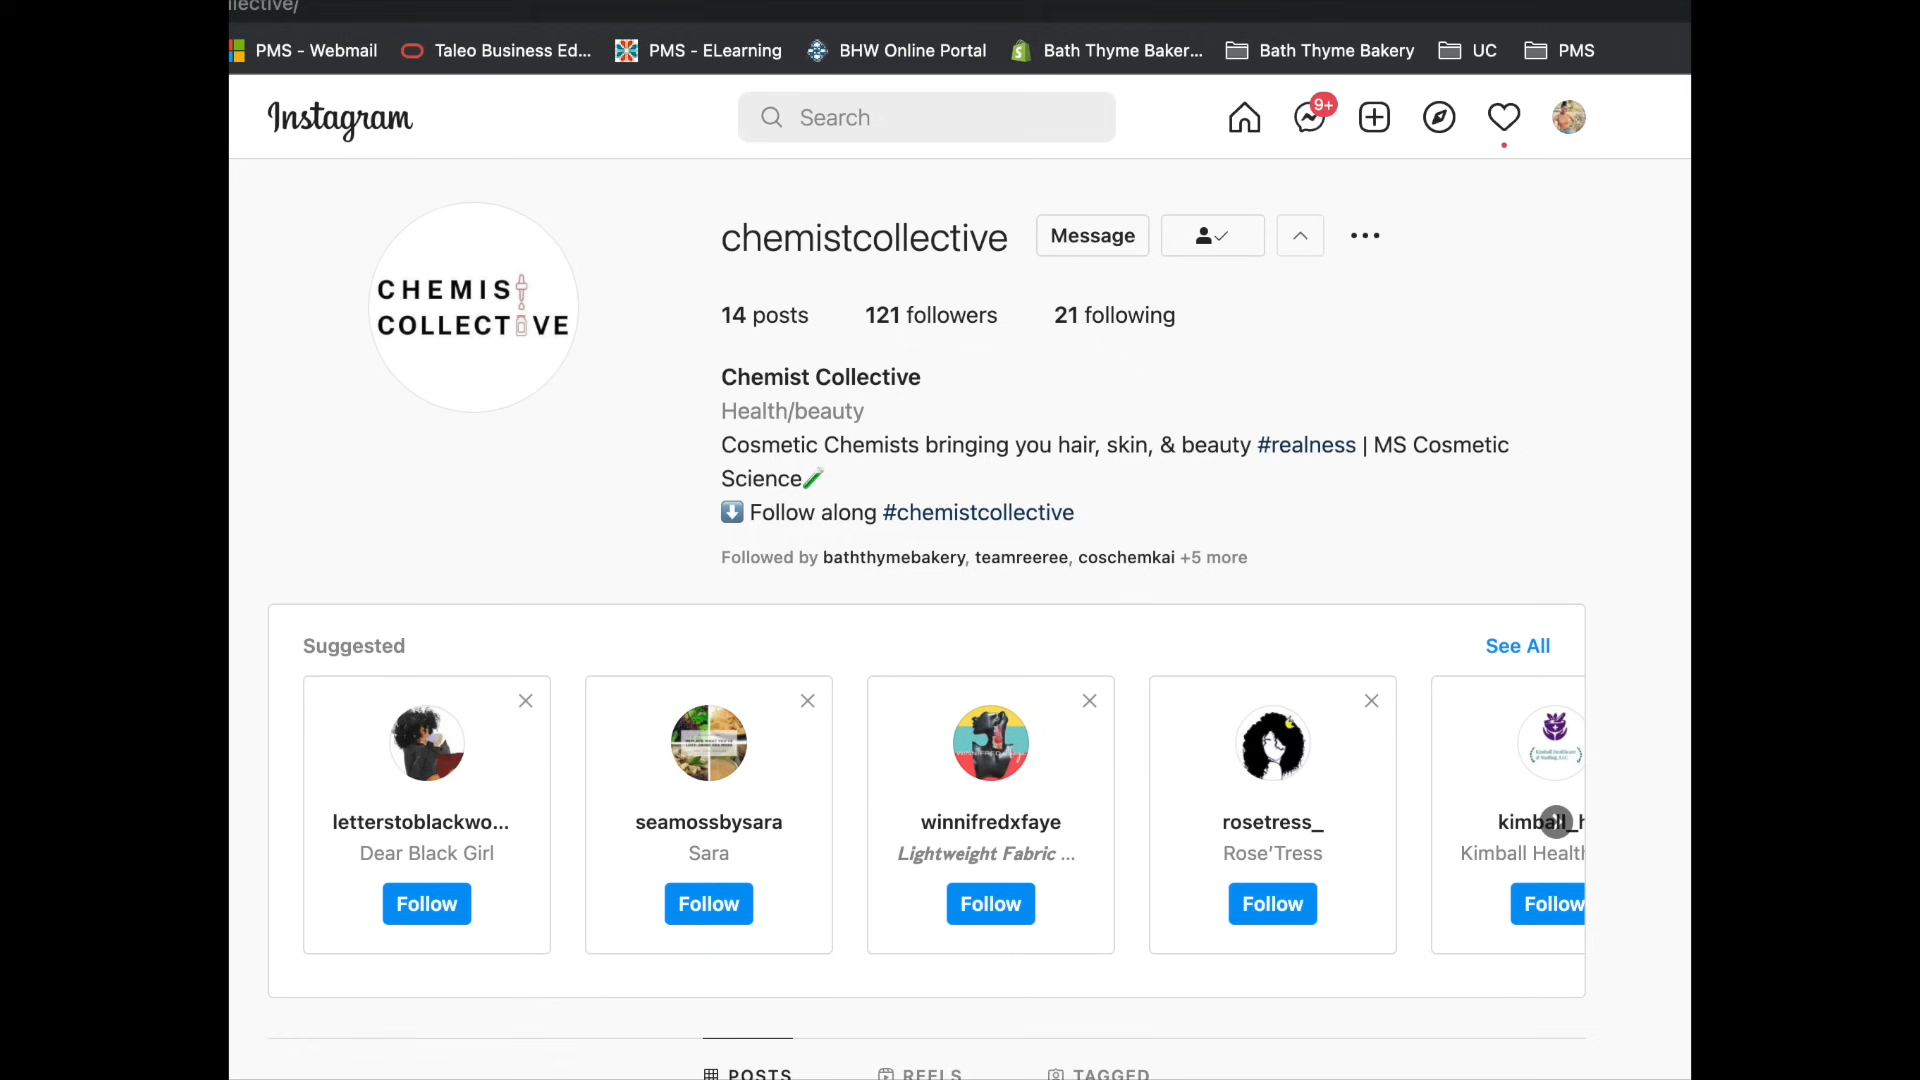 llective/
PMS - Webmail Taleo Business Ed... PMS - ELearning BHW Online Portal Bath Thyme Baker... Bath Thyme Bakery UC PMS
Instagram Search 9+
chemistcollective Message
CHEMIST
COLLECTIVE
14 posts 121 followers 21 following
Chemist Collective
Health/beauty
Cosmetic Chemists bringing you hair, skin, & beauty #realness | MS Cosmetic
Science
Follow along #chemistcollective
Followed by baththymebakery, teamreeree, coschemkai +5 more
Suggested See All
letterstoblackwo... seamossbysara winnifredxfaye rosetress_ kimball_h
Dear Black Girl Sara Lightweight Fabric ... Rose'Tress Kimball Health
Follow Follow Follow Follow Follow
POSTS REELS TAGGED